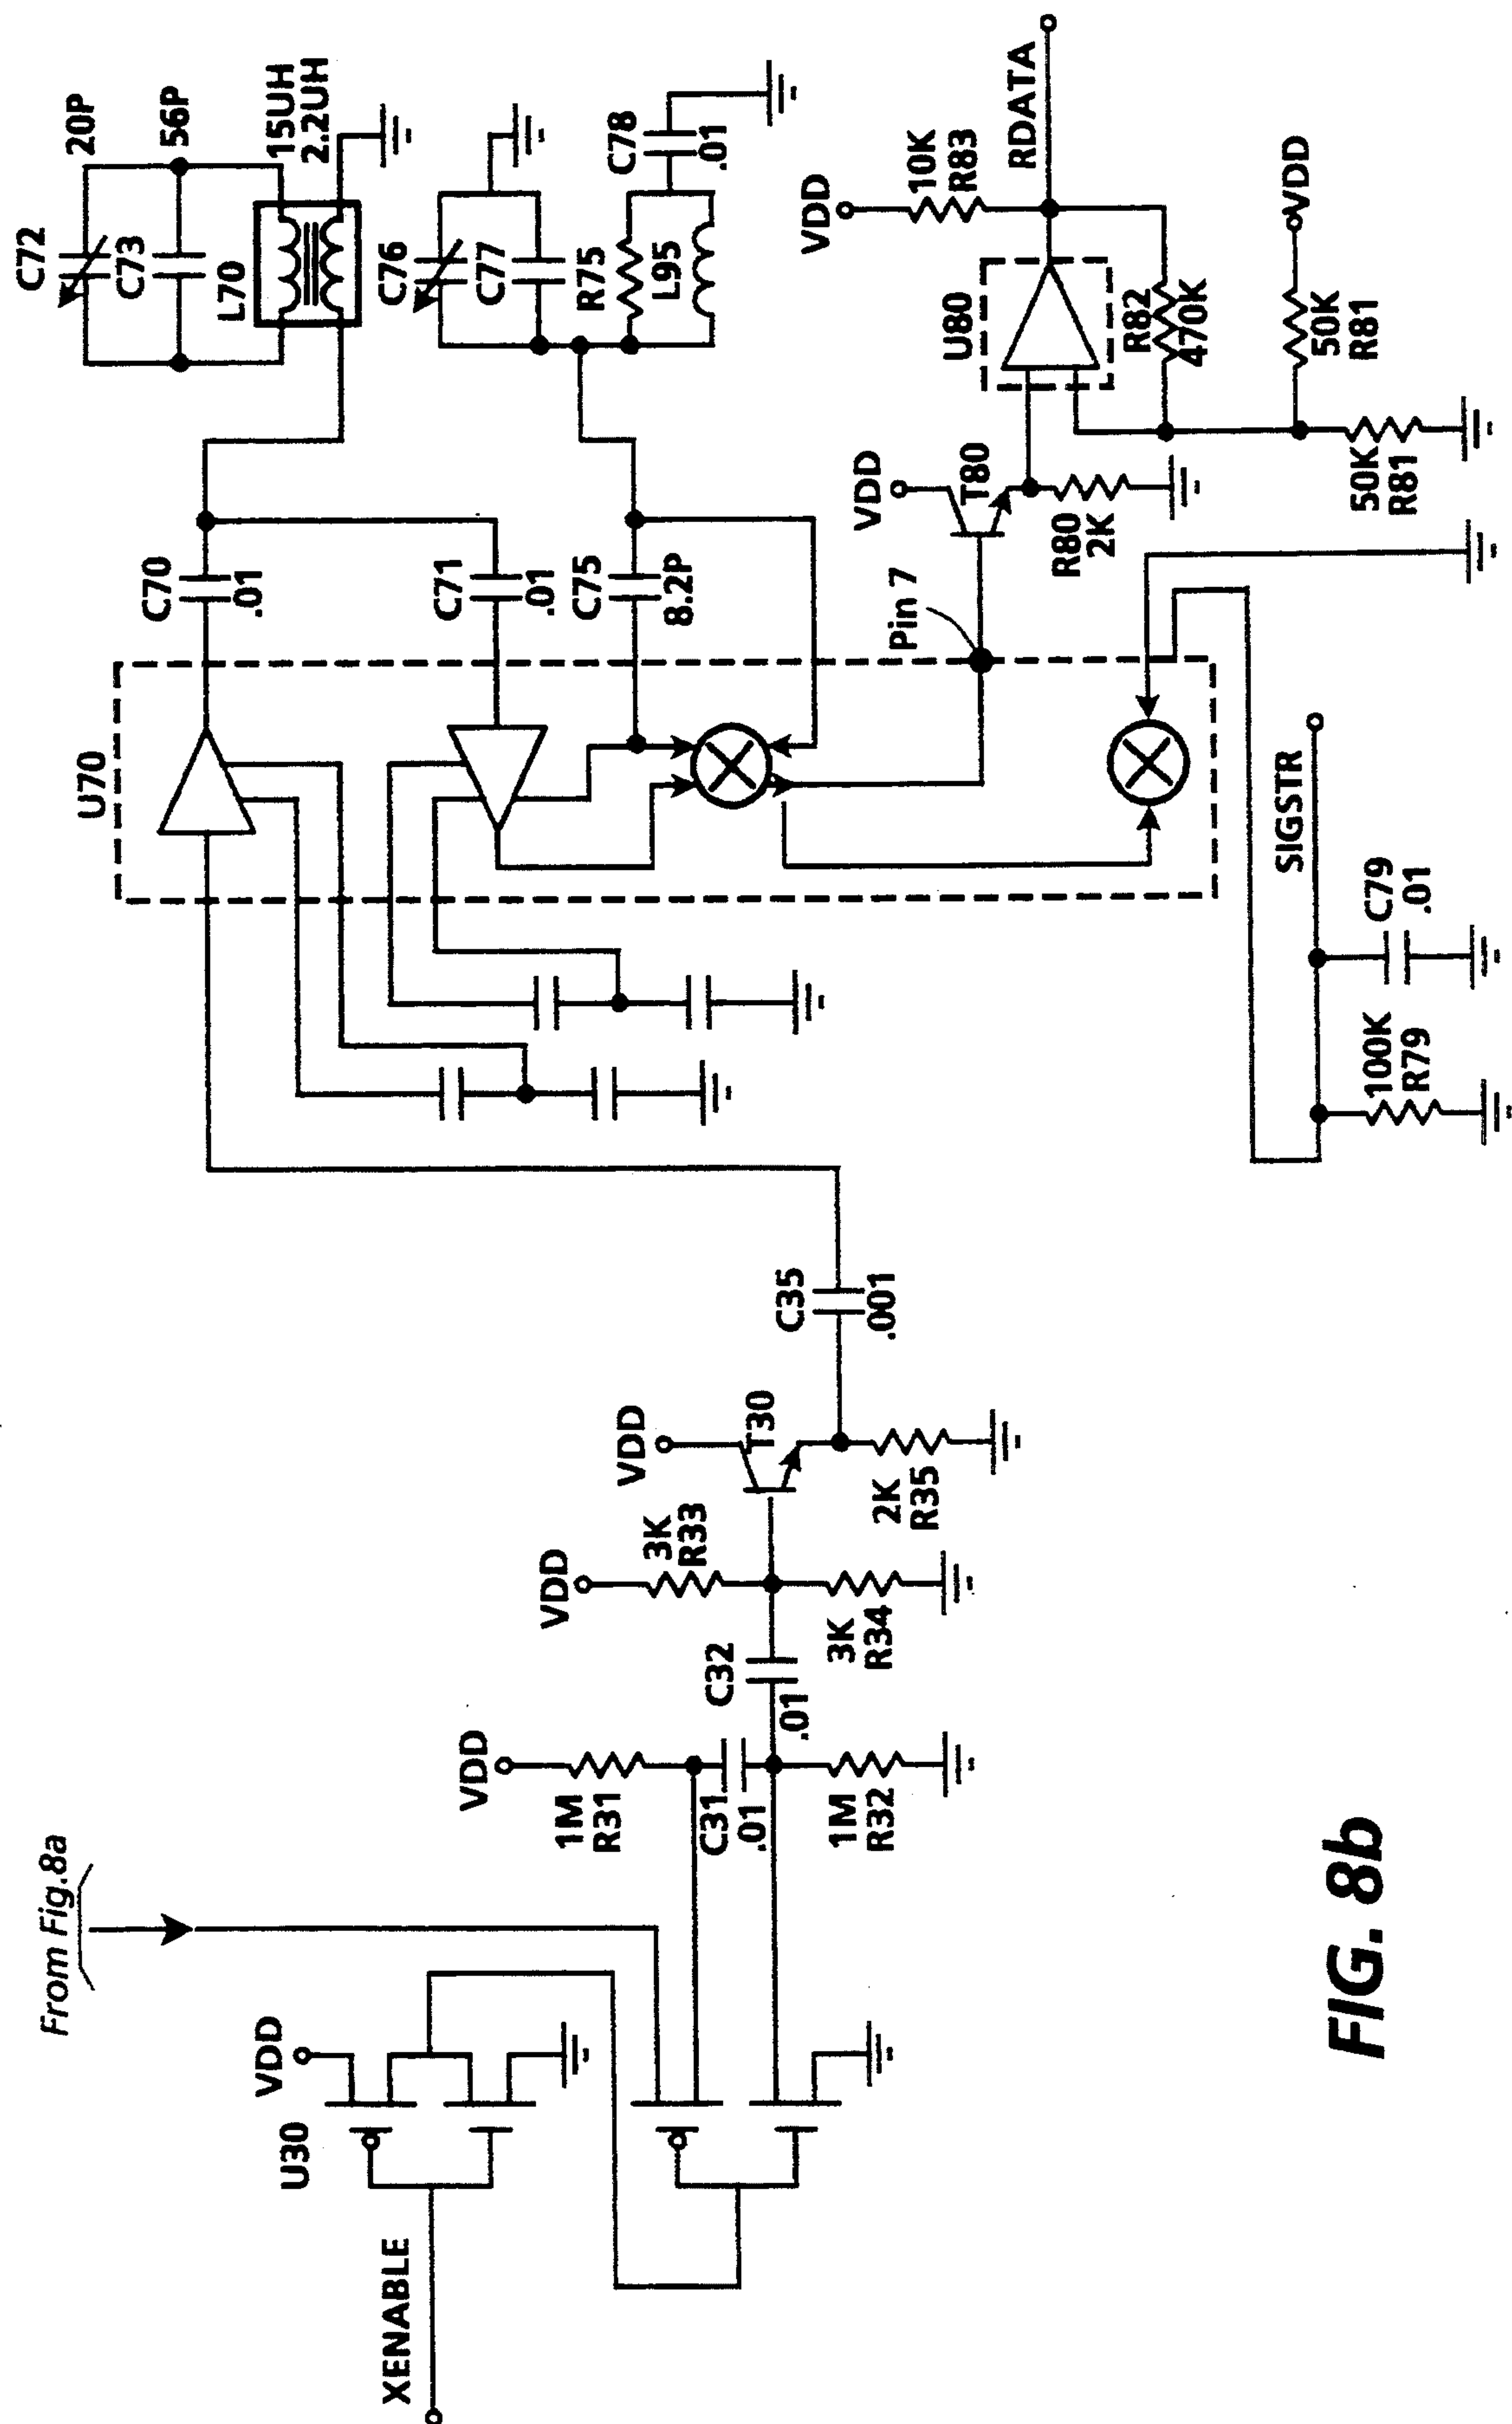 From Fig.8a
XENABLE
U30
VDD
VDD
1M
R31
C31
.01
1M
R32
C32
.01
VDD
3K
R33
3K
R34
VDD
T30
2K
R35
C35
.001
U70
C70
.01
C71
.01
C75
8.2P
C72
20P
C73
56P
L70
15UH
2.2UH
C76
C77
R75
L95
C78
.01
Pin 7
VDD
T80
R80
2K
U80
VDD
10K
R83
RDATA
R82
470K
VDD
50K
R81
50K
R81
SIGSTR
C79
.01
100K
R79
FIG. 8b